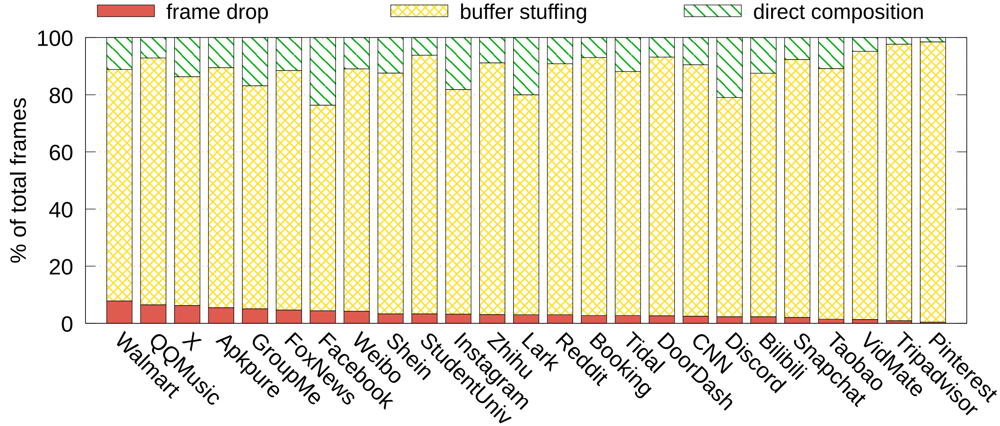 frame drop
buffer stuffing
direct composition
% of total frames
100
80
60
40
20
0
Walmart
QQMusic
X
Apkpure
GroupMe
FoxNews
Facebook
Weibo
Shein
StudentUniv
Instagram
Zhihu
Lark
Reddit
Booking
Tidal
DoorDash
CNN
Discord
Bilibili
Snapchat
Taobao
VidMate
Tripadvisor
Pinterest